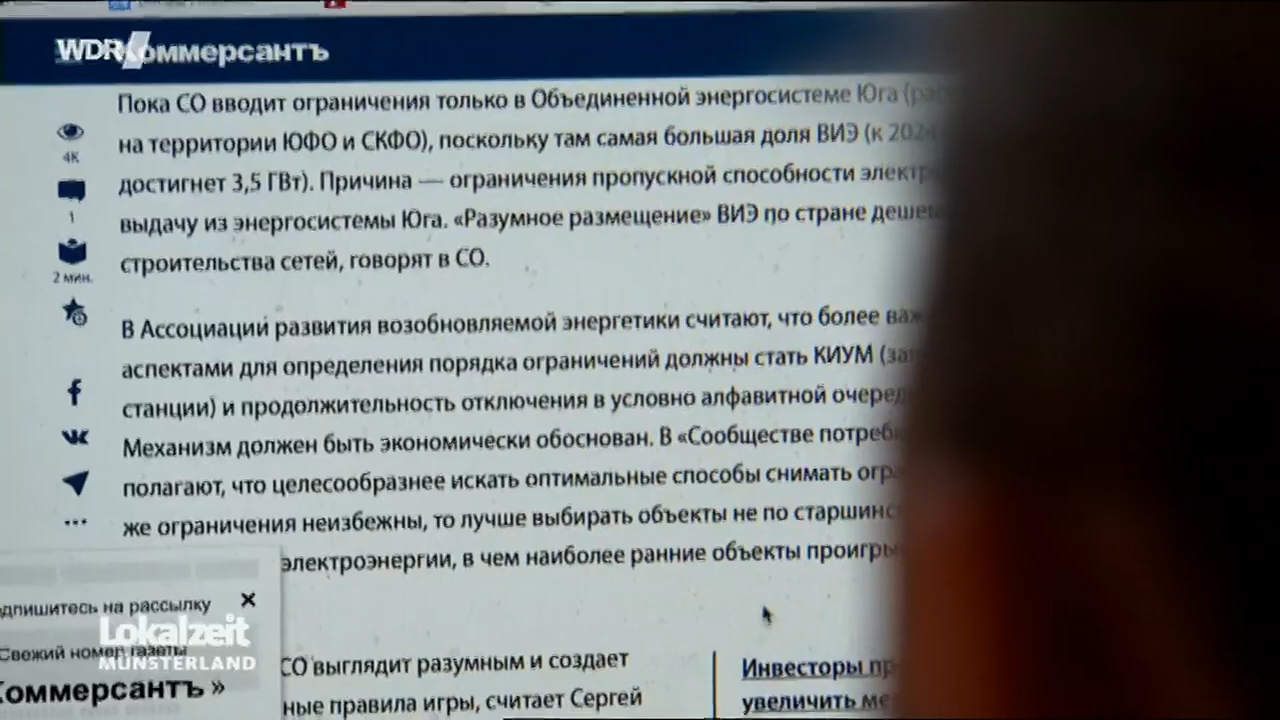 WDR
Коммерсантъ
Пока СО вводит ограничения только в Объединенной энергосистеме Юга
на территории ЮФО и СКФО), поскольку там самая большая доля ВИЭ (к 2024
4К
достигнет 3,5 ГВт). Причина — ограничения пропускной способности
1
выдачу из энергосистемы Юга. «Разумное размещение» ВИЭ по стране
2 мин.
строительства сетей, говорят в СО.
В Ассоциации развития возобновляемой энергетики считают, что более
аспектами для определения порядка ограничений должны стать КИУМ
станции) и продолжительность отключения в условно алфавитной
Механизм должен быть экономически обоснован. В «Сообществе
полагают, что целесообразнее искать оптимальные способы снимать
же ограничения неизбежны, то лучше выбирать объекты не по
электроэнергии, в чем наиболее ранние объекты
дпишитесь на рассылку
Lokalzeit
MÜNSTERLAND
Свежий номер газеты
Коммерсантъ »
СО выглядит разумным и создает
ные правила игры, считает Сергей
Инвесторы
увеличить